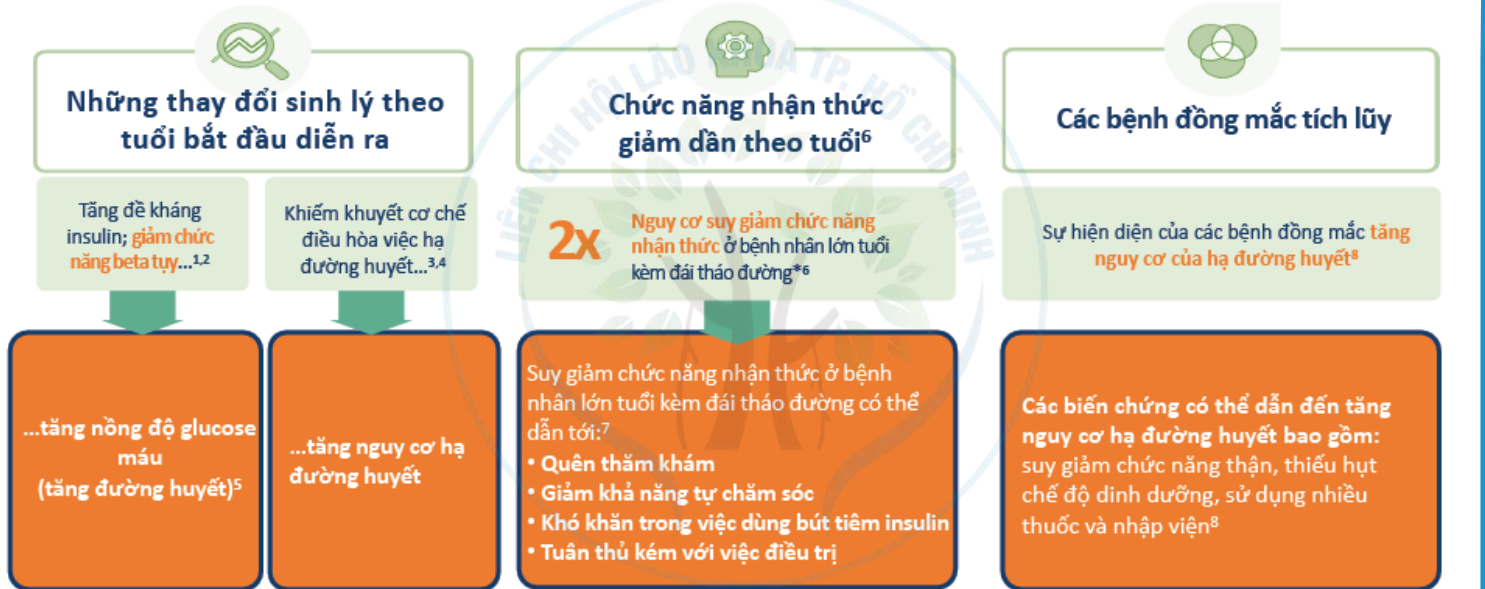 Những thay đổi sinh lý theo
tuổi bắt đầu diễn ra
Tăng đề kháng
insulin; giảm chức
năng beta tụy...1,2
Khiếm khuyết cơ chế
điều hòa việc hạ
đường huyết...3,4
...tăng nồng độ glucose
máu
(tăng đường huyết)5
...tăng nguy cơ hạ
đường huyết
Chức năng nhận thức
giảm dần theo tuổi6
2x
Nguy cơ suy giảm chức năng
nhận thức ở bệnh nhân lớn tuổi
kèm đái tháo đường*6
Suy giảm chức năng nhận thức ở bệnh
nhân lớn tuổi kèm đái tháo đường có thể
dẫn tới:7
• Quên thăm khám
• Giảm khả năng tự chăm sóc
• Khó khăn trong việc dùng bút tiêm insulin
• Tuân thủ kém với việc điều trị
Các bệnh đồng mắc tích lũy
Sự hiện diện của các bệnh đồng mắc tăng
nguy cơ của hạ đường huyết8
Các biến chứng có thể dẫn đến tăng
nguy cơ hạ đường huyết bao gồm:
suy giảm chức năng thận, thiếu hụt
chế độ dinh dưỡng, sử dụng nhiều
thuốc và nhập viện8
LIÊN CHI HỘI LÃO KHOA TP. HỒ CHÍ MINH